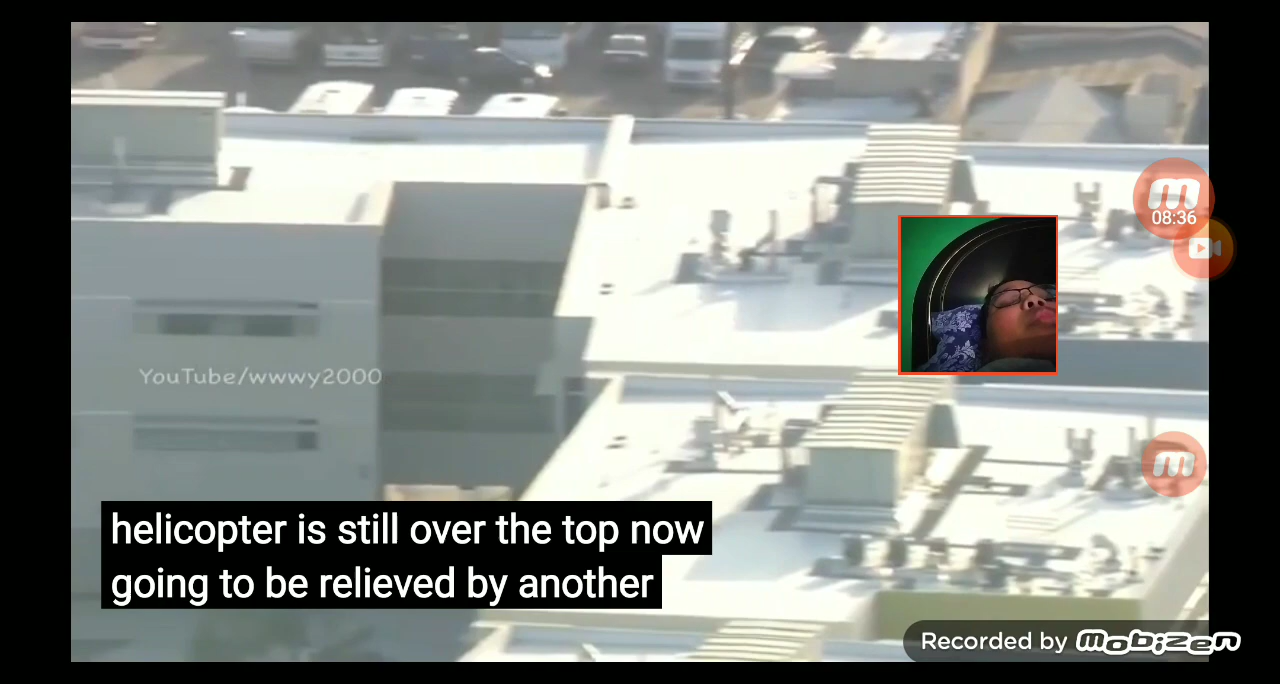 08:36
YouTube/wwwy2000
helicopter is still over the top now
going to be relieved by another
Recorded by Mobizen